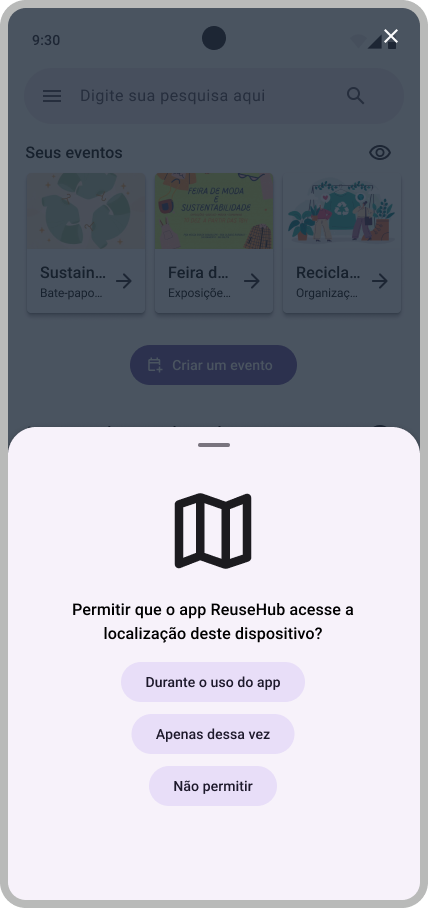 9:30
Digite sua pesquisa aqui
Seus eventos
FEIRA DE MODA
E
SUSTENTABILIDADE
Sustain...
Bate-papo...
Feira d...
Exposiçõe...
Recicla...
Organizaç...
Criar um evento
Permitir que o app ReuseHub acesse a
localização deste dispositivo?
Durante o uso do app
Apenas dessa vez
Não permitir